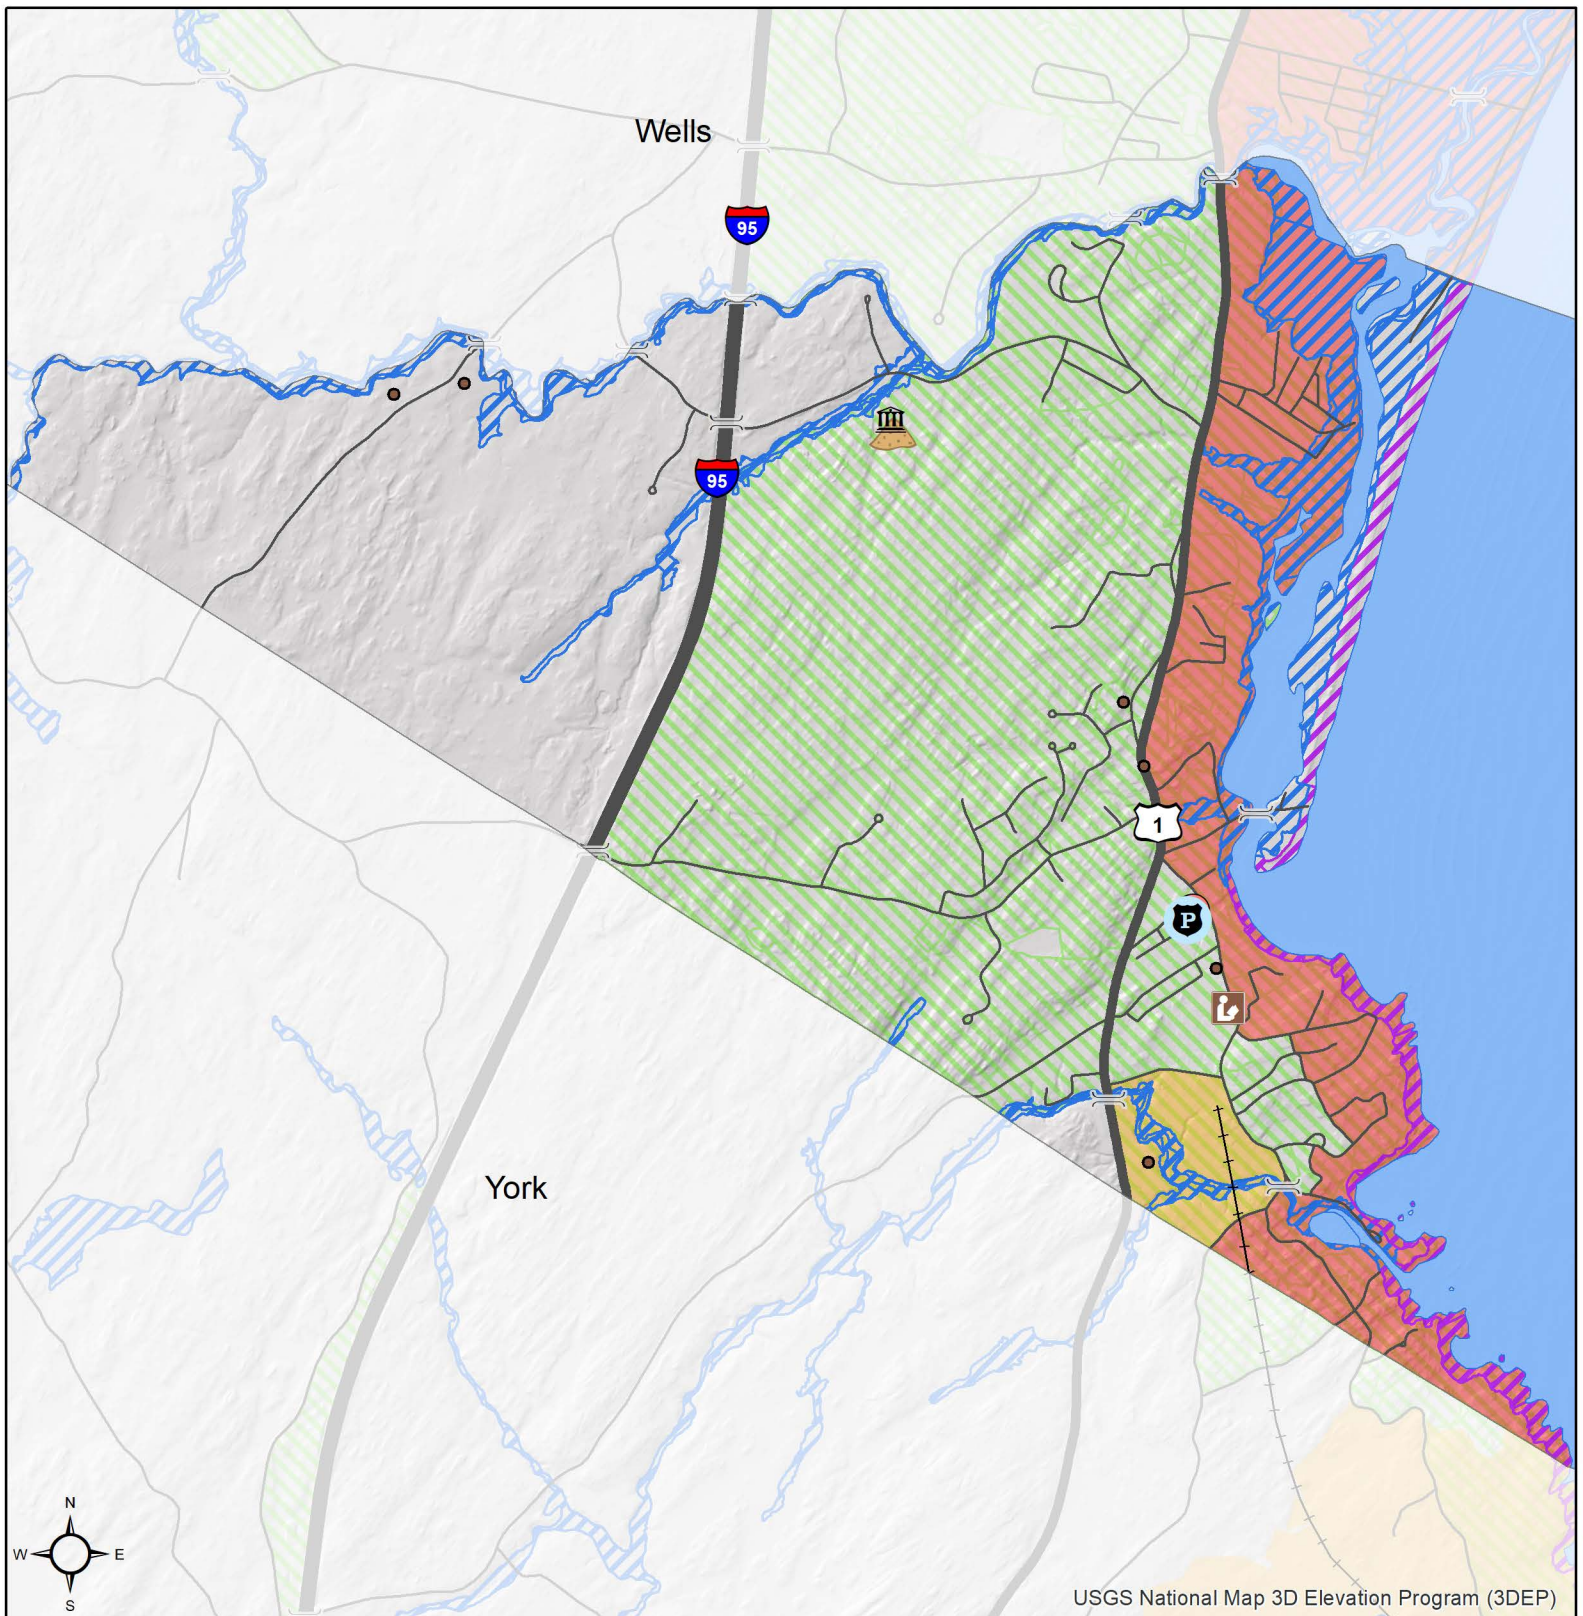 Wells
95
95
1
P
York
N
W E
S
USGS National Map 3D Elevation Program (3DEP)